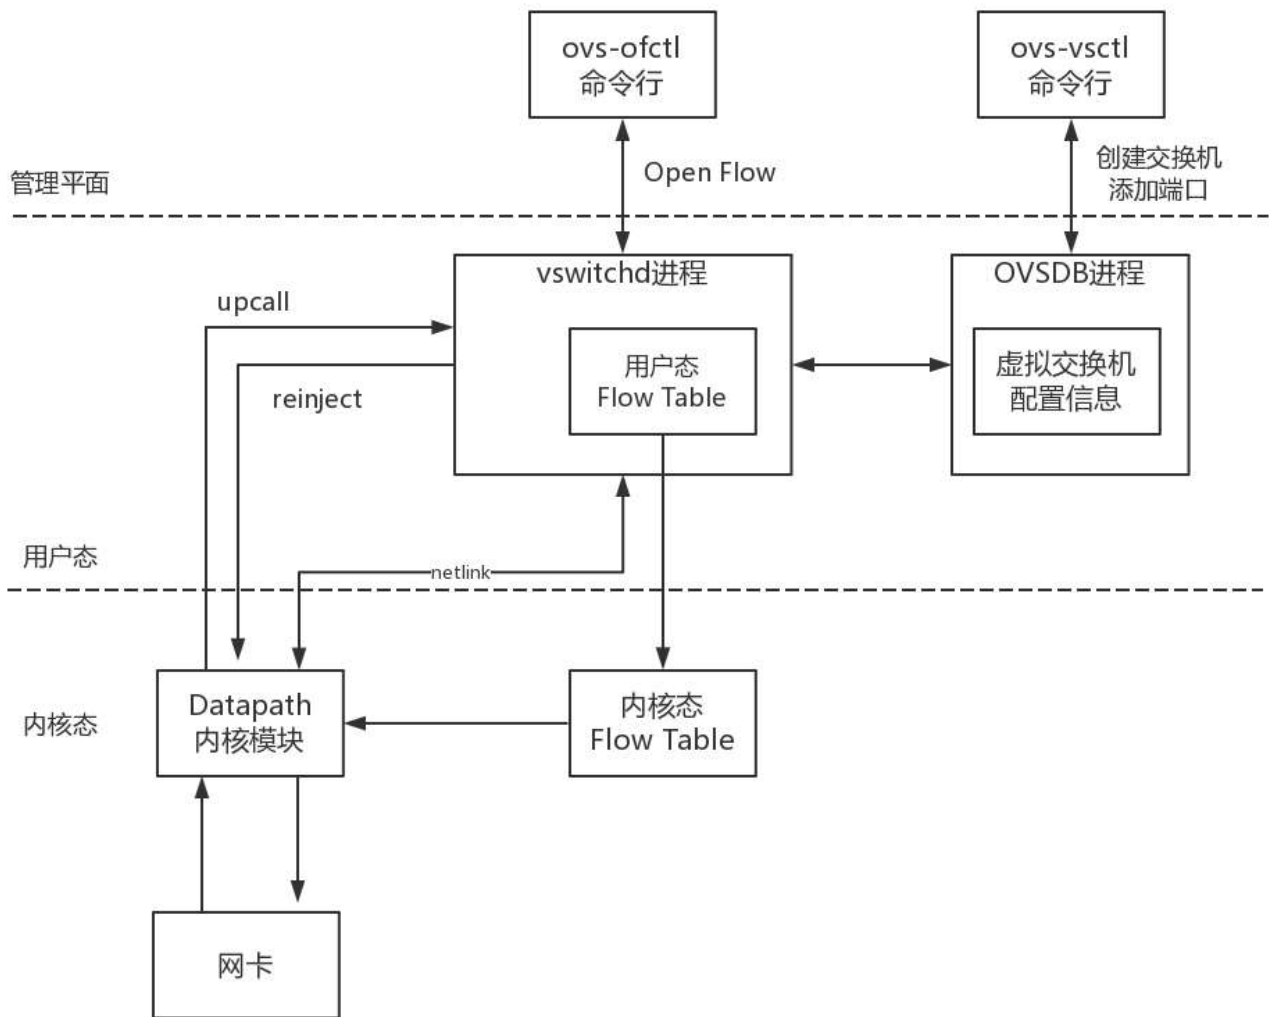 ovs-ofctl
命令行
ovs-vsctl
命令行
Open Flow
创建交换机
添加端口
管理平面
vswitchd进程
OVSDB进程
upcall
用户态
Flow Table
虚拟交换机
配置信息
reinject
用户态
netlink
内核态
Datapath
内核模块
内核态
Flow Table
网卡